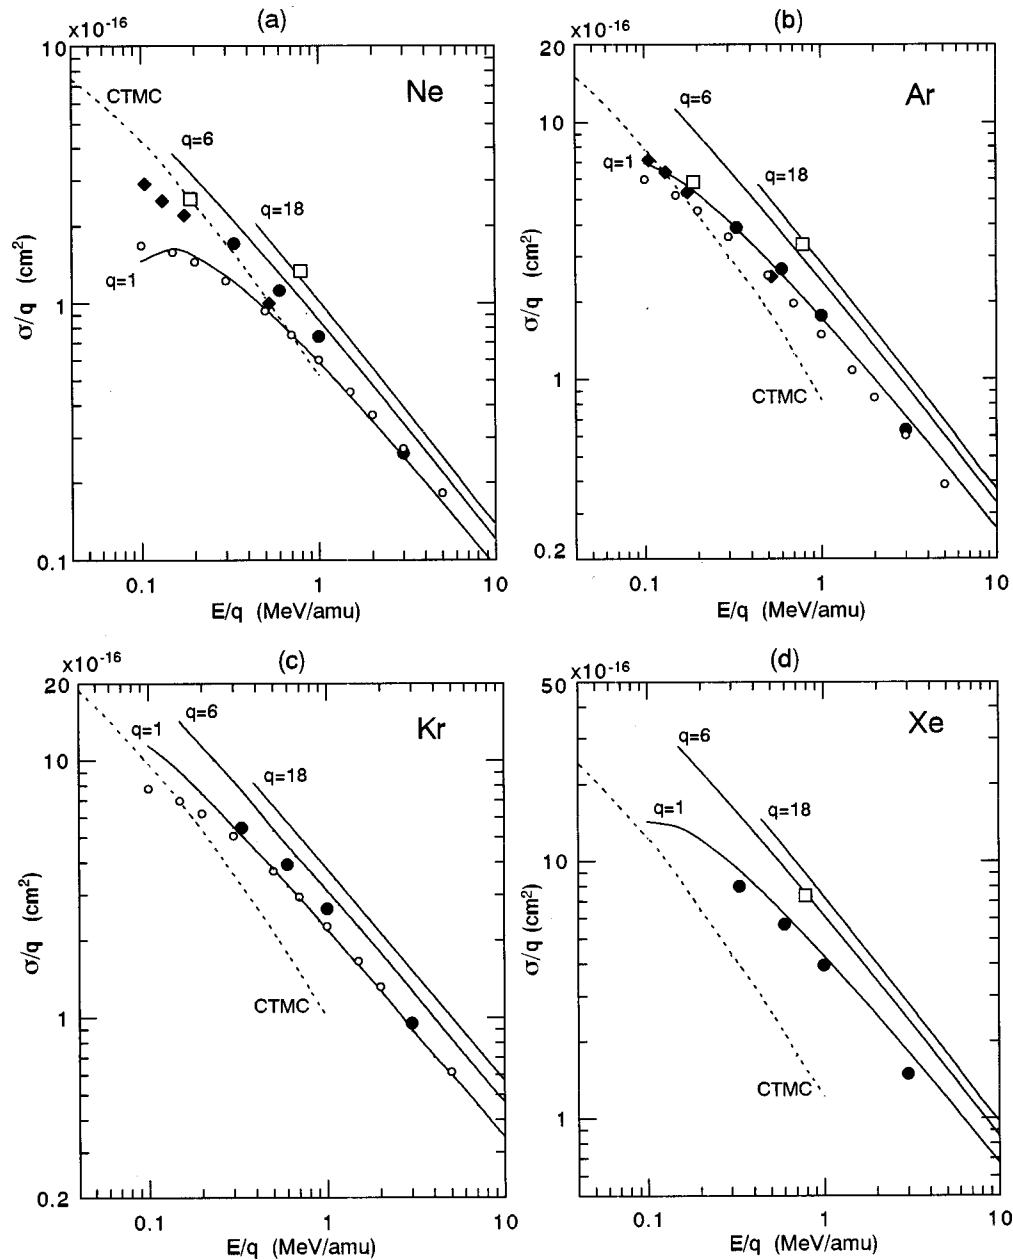 (a)
x10-16
10
1
0.1
σ/q (cm2)
Ne
CTMC
q=6
q=18
q=1
0.1 1 10
E/q (MeV/amu)
(b)
x10-16
20
10
1
0.2
σ/q (cm2)
Ar
q=6
q=18
q=1
CTMC
0.1 1 10
E/q (MeV/amu)
(c)
x10-16
20
10
1
0.2
σ/q (cm2)
Kr
q=6
q=1
q=18
CTMC
0.1 1 10
E/q (MeV/amu)
(d)
x10-16
50
10
1
σ/q (cm2)
Xe
q=6
q=1
q=18
CTMC
0.1 1 10
E/q (MeV/amu)